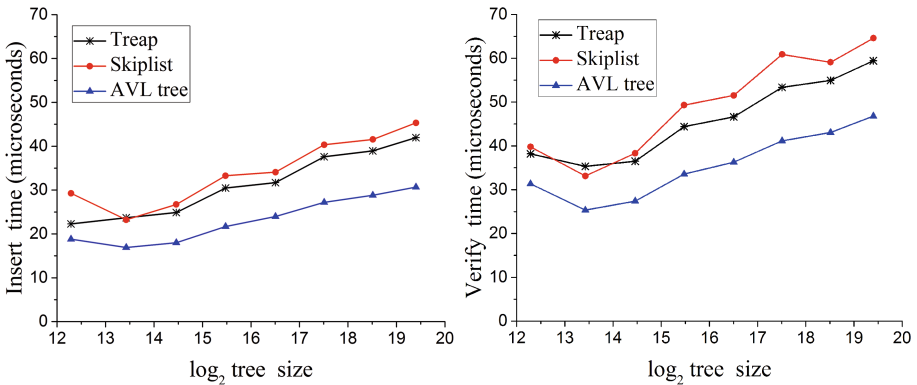 70
60
50
40
30
20
10
0
Insert time (microseconds)
Treap
Skiplist
AVL tree
12 13 14 15 16 17 18 19 20
log2 tree size
70
60
50
40
30
20
10
0
Verify time (microseconds)
Treap
Skiplist
AVL tree
12 13 14 15 16 17 18 19 20
log2 tree size